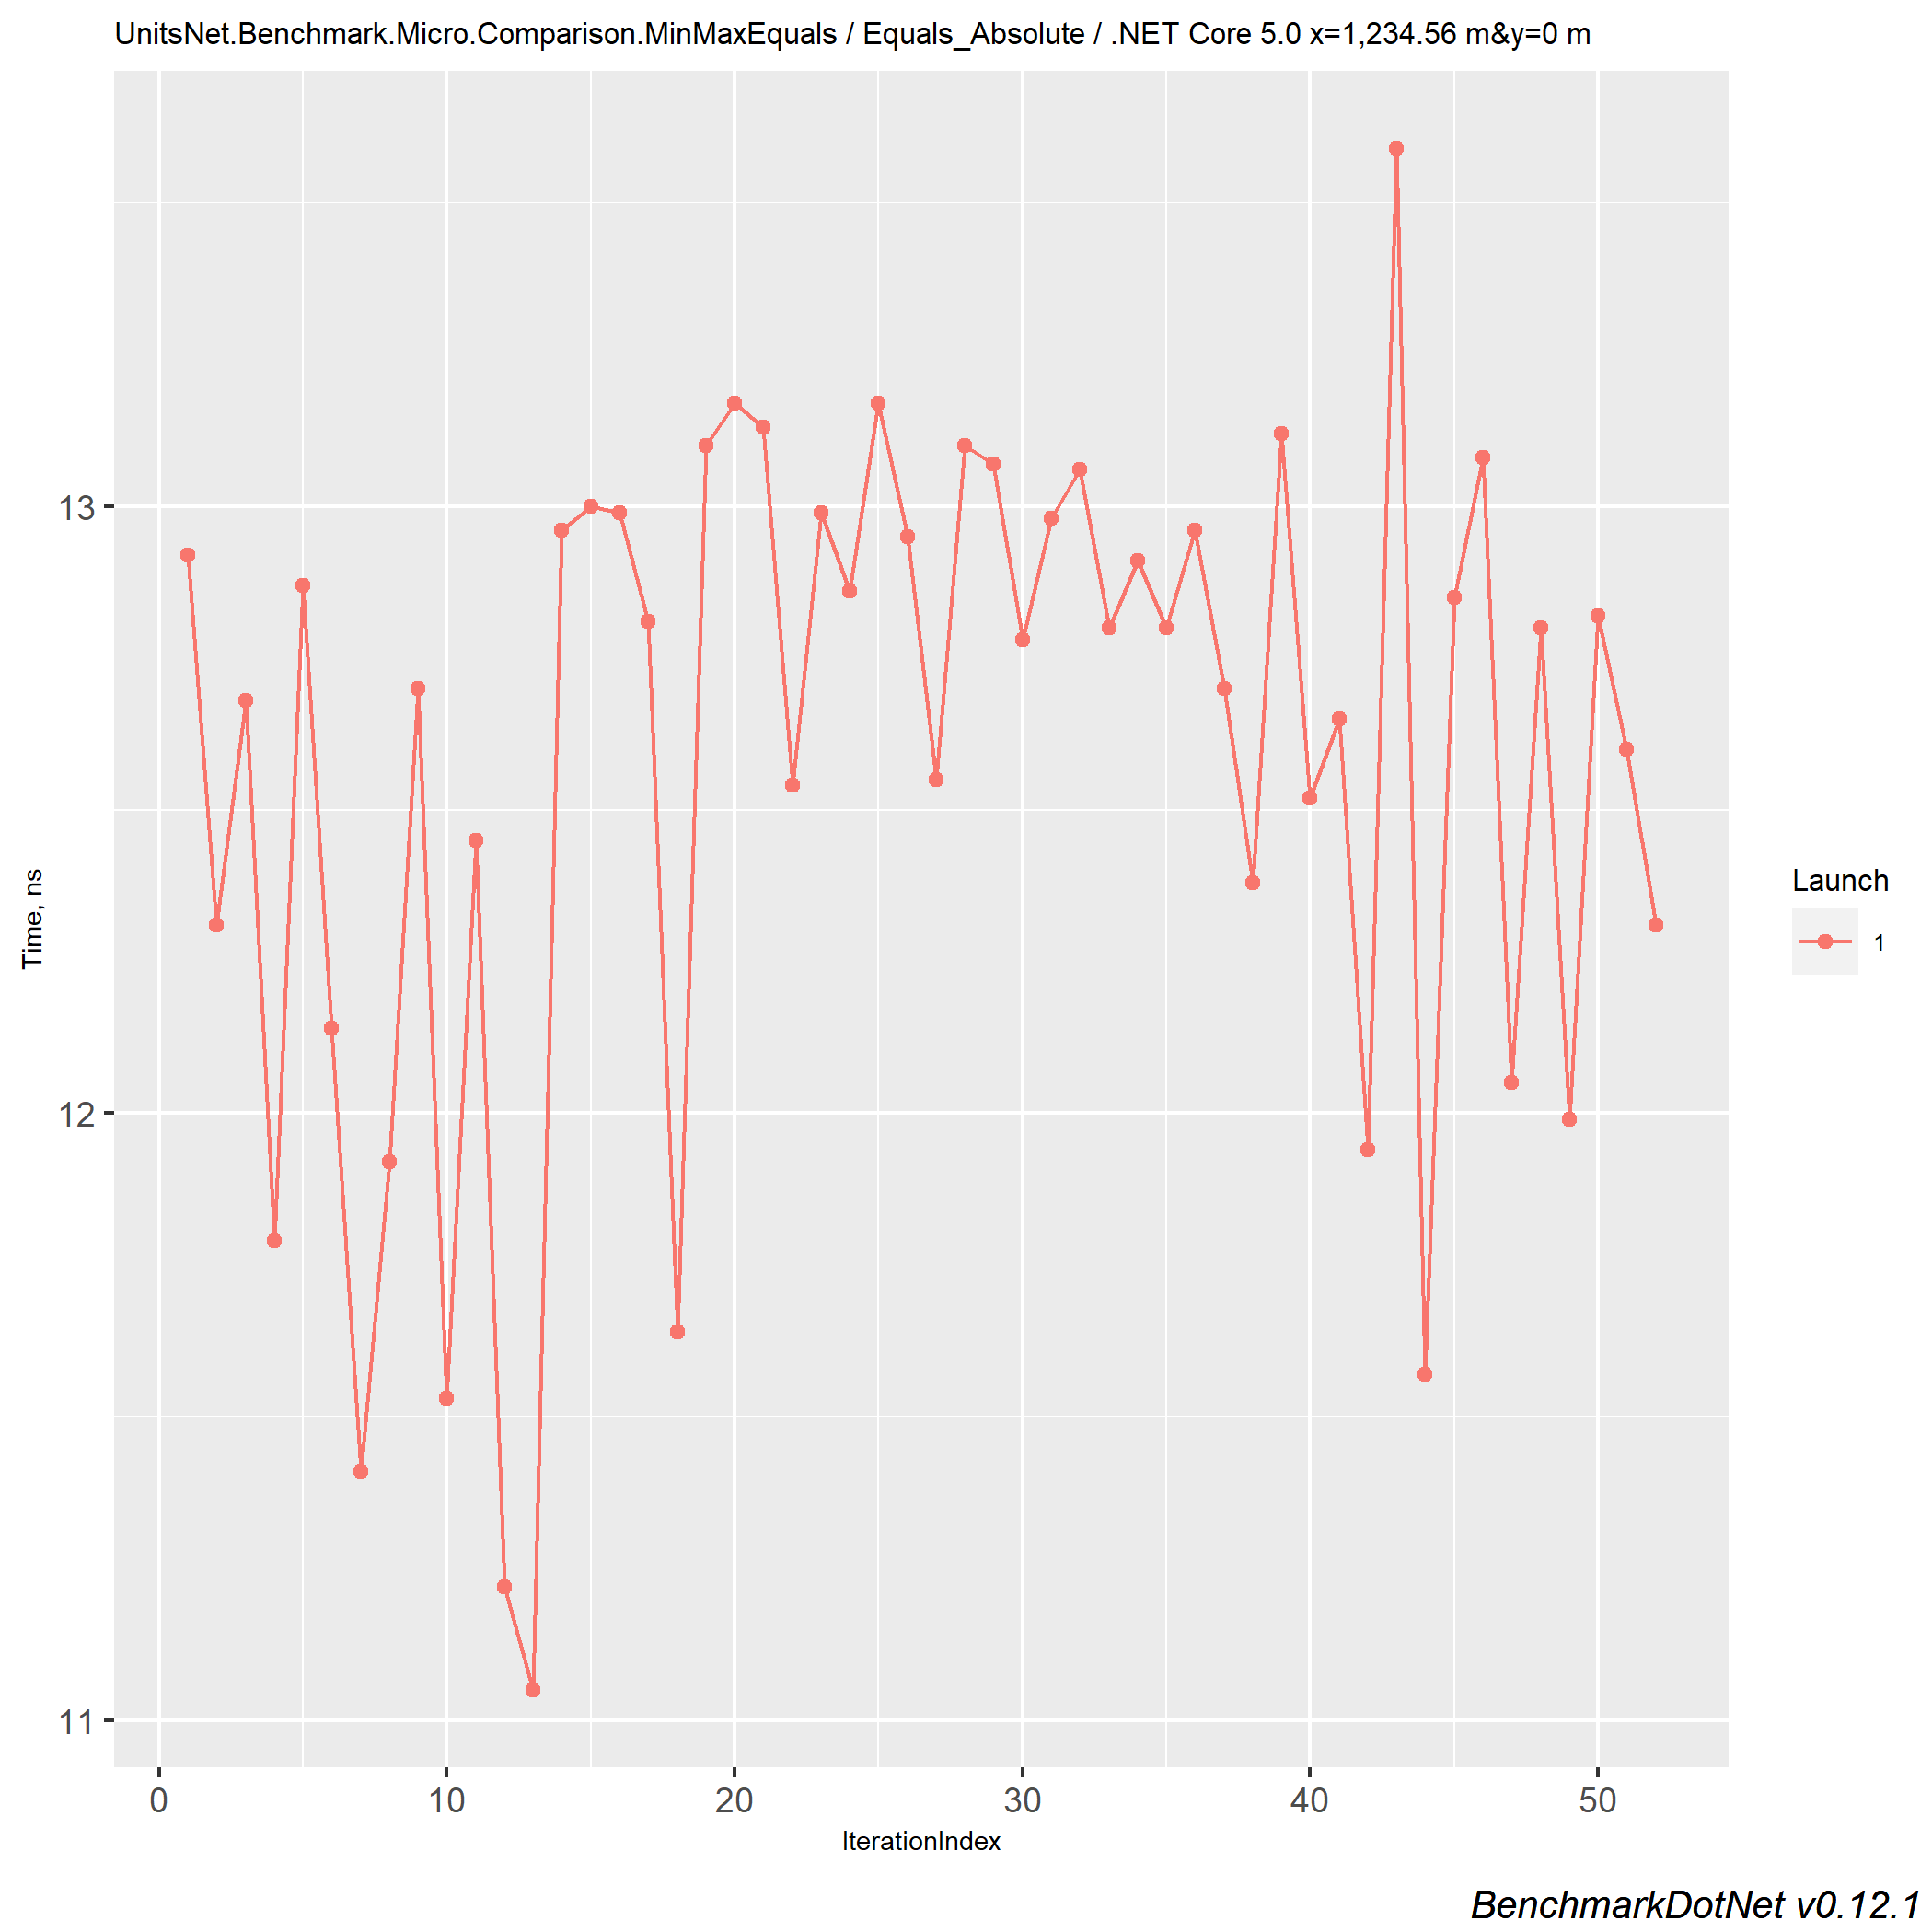 UnitsNet.Benchmark.Micro.Comparison.MinMaxEquals / Equals_Absolute / .NET Core 5.0 x=1,234.56 m&y=0 m
13
12
11
Time, ns
0 10 20 30 40 50
IterationIndex
Launch
1
BenchmarkDotNet v0.12.1